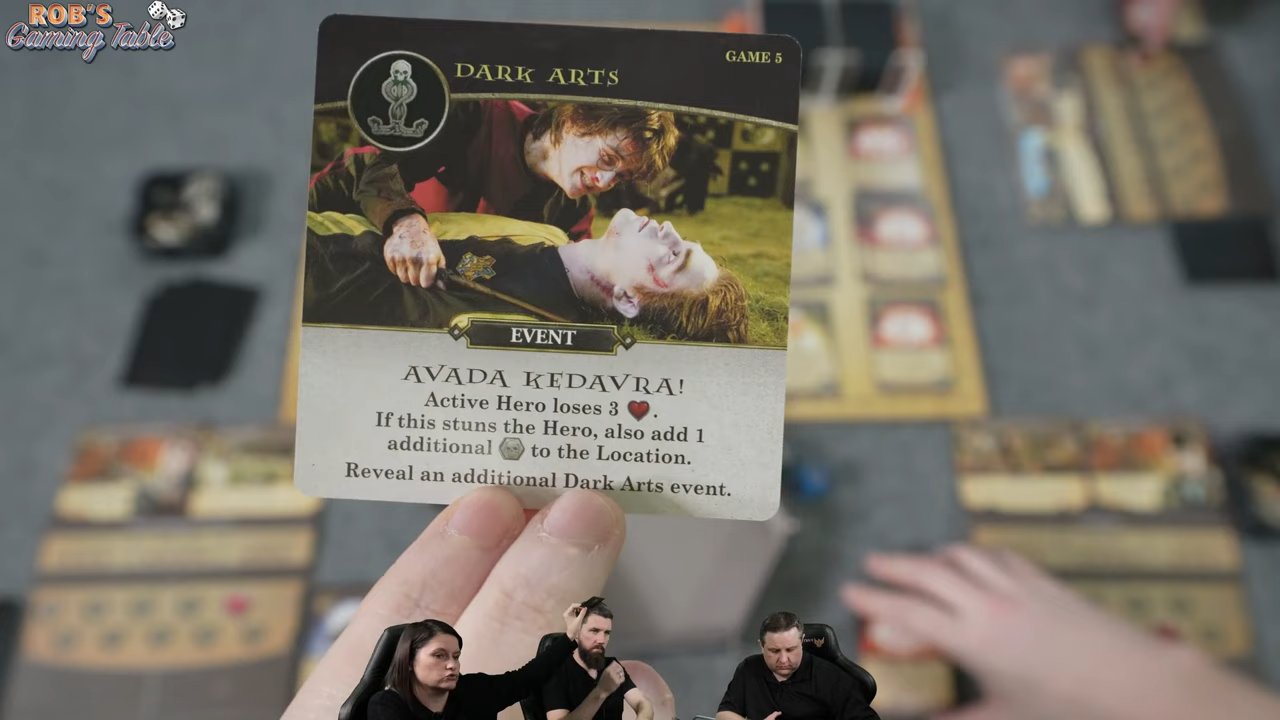 ROB'S
Gaming Table
GAME 5
DARK ARTS
EVENT
AVADA KEDAVRA!
Active Hero loses 3 .
If this stuns the Hero, also add 1
additional to the Location.
Reveal an additional Dark Arts event.